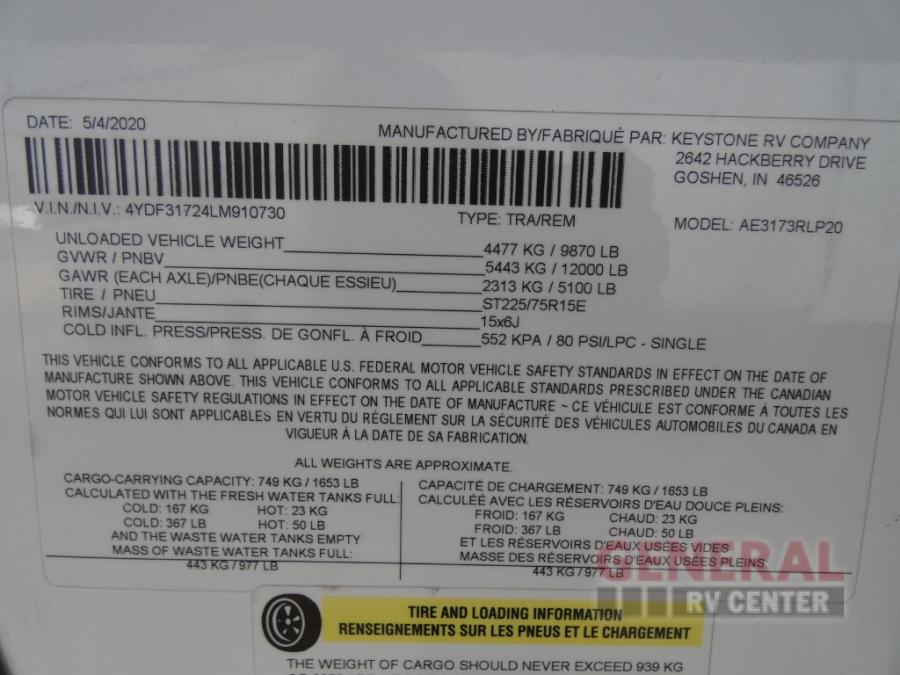 DATE: 5/4/2020
MANUFACTURED BY/FABRIQUÉ PAR: KEYSTONE RV COMPANY
2642 HACKBERRY DRIVE
GOSHEN, IN 46526
V.I.N./N.I.V.: 4YDF31724LM910730
TYPE: TRA/REM
MODEL: AE3173RLP20
UNLOADED VEHICLE WEIGHT 4477 KG / 9870 LB
GVWR / PNBV 5443 KG / 12000 LB
GAWR (EACH AXLE)/PNBE(CHAQUE ESSIEU) 2313 KG / 5100 LB
TIRE / PNEU ST225/75R15E
RIMS/JANTE 15x6J
COLD INFL. PRESS/PRESS. DE GONFL. À FROID 552 KPA / 80 PSI/LPC - SINGLE
THIS VEHICLE CONFORMS TO ALL APPLICABLE U.S. FEDERAL MOTOR VEHICLE SAFETY STANDARDS IN EFFECT ON THE DATE OF
MANUFACTURE SHOWN ABOVE. THIS VEHICLE CONFORMS TO ALL APPLICABLE STANDARDS PRESCRIBED UNDER THE CANADIAN
MOTOR VEHICLE SAFETY REGULATIONS IN EFFECT ON THE DATE OF MANUFACTURE ~ CE VÉHICULE EST CONFORME À TOUTES LES
NORMES QUI LUI SONT APPLICABLES EN VERTU DU RÈGLEMENT SUR LA SÉCURITÉ DES VÉHICULES AUTOMOBILES DU CANADA EN
VIGUEUR À LA DATE DE SA FABRICATION.
ALL WEIGHTS ARE APPROXIMATE.
CARGO-CARRYING CAPACITY: 749 KG / 1653 LB
CALCULATED WITH THE FRESH WATER TANKS FULL:
COLD: 167 KG HOT: 23 KG
COLD: 367 LB HOT: 50 LB
AND THE WASTE WATER TANKS EMPTY
MASS OF WASTE WATER TANKS FULL:
443 KG / 977 LB
CAPACITÉ DE CHARGEMENT: 749 KG / 1653 LB
CALCULÉE AVEC LES RÉSERVOIRS D'EAU DOUCE PLEINS:
FROID: 167 KG CHAUD: 23 KG
FROID: 367 LB CHAUD: 50 LB
ET LES RÉSERVOIRS D'EAUX USÉES VIDES
MASSE DES RÉSERVOIRS D'EAUX USÉES PLEINS:
443 KG / 977 LB
GENERAL
RV CENTER
TIRE AND LOADING INFORMATION
RENSEIGNEMENTS SUR LES PNEUS ET LE CHARGEMENT
THE WEIGHT OF CARGO SHOULD NEVER EXCEED 939 KG